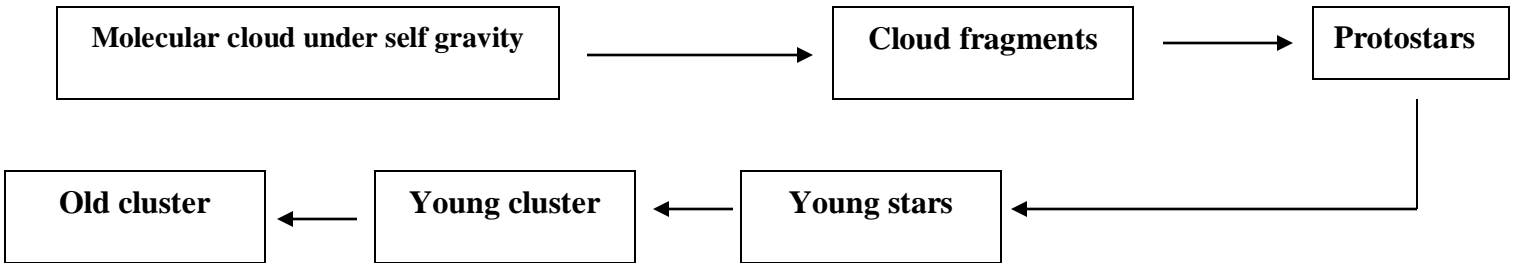 Molecular cloud under self gravity
Cloud fragments
Protostars
Young stars
Young cluster
Old cluster